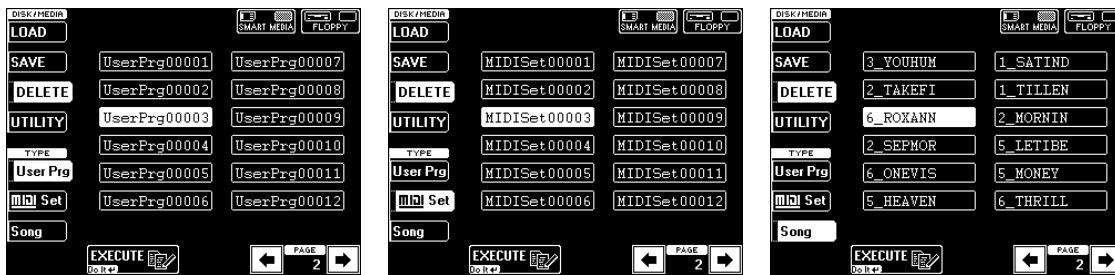 DISK/MEDIA
SMART MEDIA FLOPPY
LOAD
SAVE UserPrg00001 UserPrg00007
DELETE UserPrg00002 UserPrg00008
UTILITY UserPrg00003 UserPrg00009
TYPE UserPrg00004 UserPrg00010
User Prg UserPrg00005 UserPrg00011
MIDI Set UserPrg00006 UserPrg00012
Song
EXECUTE PAGE
Do It 2
DISK/MEDIA
SMART MEDIA FLOPPY
LOAD
SAVE MIDISet00001 MIDISet00007
DELETE MIDISet00002 MIDISet00008
UTILITY MIDISet00003 MIDISet00009
TYPE MIDISet00004 MIDISet00010
User Prg MIDISet00005 MIDISet00011
MIDI Set MIDISet00006 MIDISet00012
Song
EXECUTE PAGE
Do It 2
DISK/MEDIA
SMART MEDIA FLOPPY
LOAD
SAVE 3_YOUHUM 1_SATIND
DELETE 2_TAKEFI 1_TILLEN
UTILITY 6_ROXANN 2_MORNIN
TYPE 2_SEPMOR 5_LETIBE
User Prg 6_ONEVIS 5_MONEY
MIDI Set 5_HEAVEN 6_THRILL
Song
EXECUTE PAGE
Do It 2